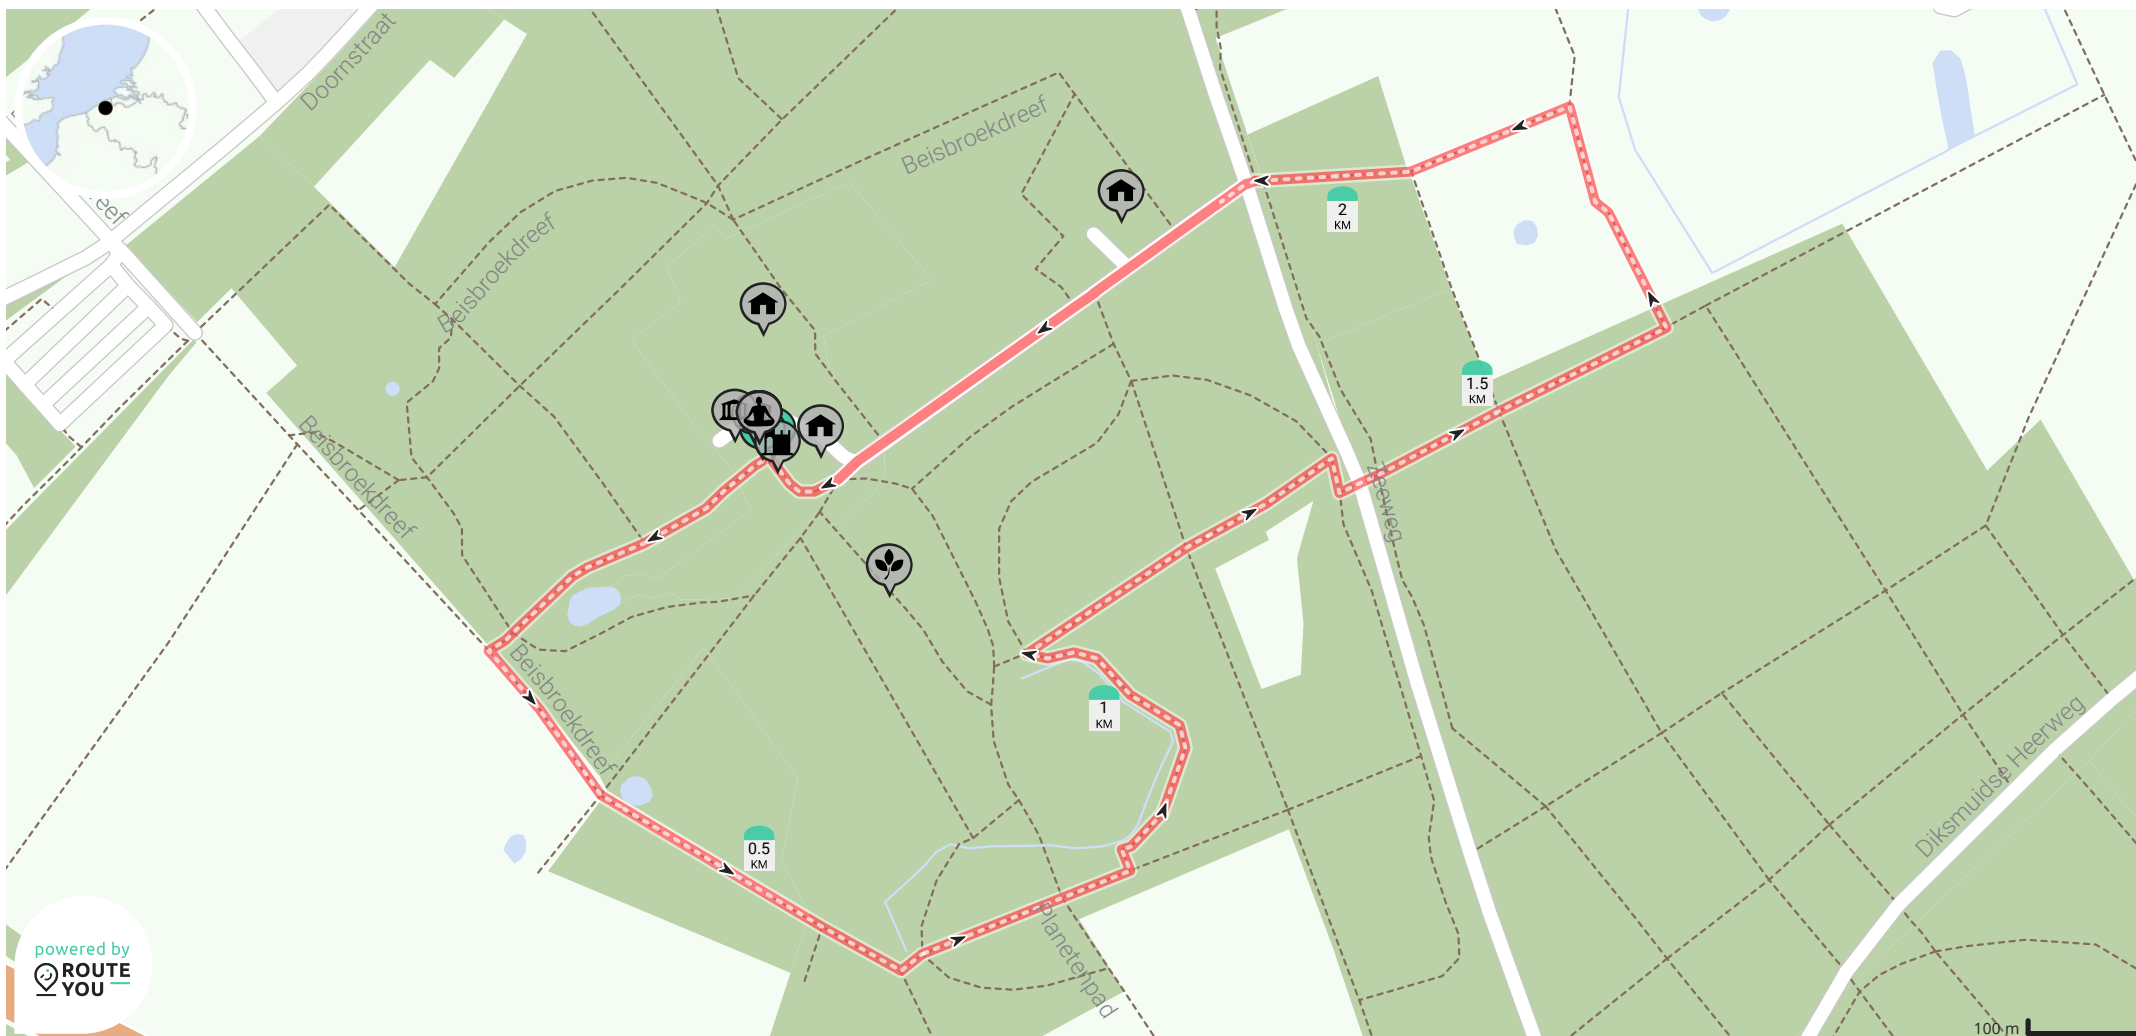 Doornstraat
eef
Beisbroekdreef
Beisbroekdreef
2
KM
1.5
KM
Beisbroekdreef
Zeeweg
Beisbroekdreef
1
KM
Diksmuidse Heerweg
0.5
KM
Planetenpad
powered by
ROUTE
YOU
100 m